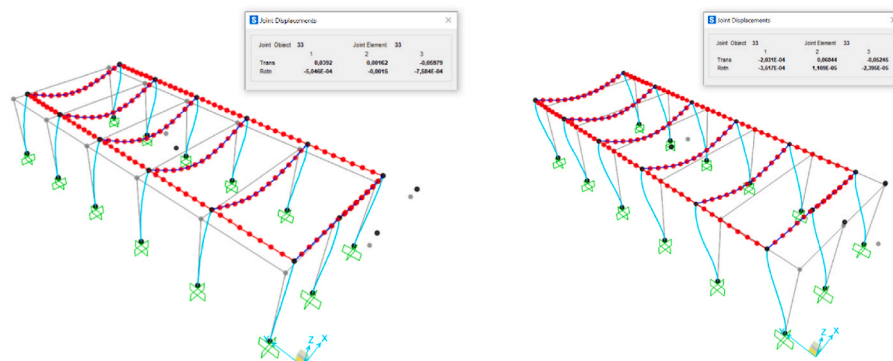 Joint Displacements
Joint Object 33 Joint Element 33
1 2 3
Trans 0,0392 0,00162 -0,05979
Rotn -5,046E-04 -0,0015 -7,584E-04
Z X
Joint Displacements
Joint Object 33 Joint Element 33
1 2 3
Trans -2,031E-04 0,06844 -0,05245
Rotn -3,617E-04 1,109E-05 -2,395E-05
Z X